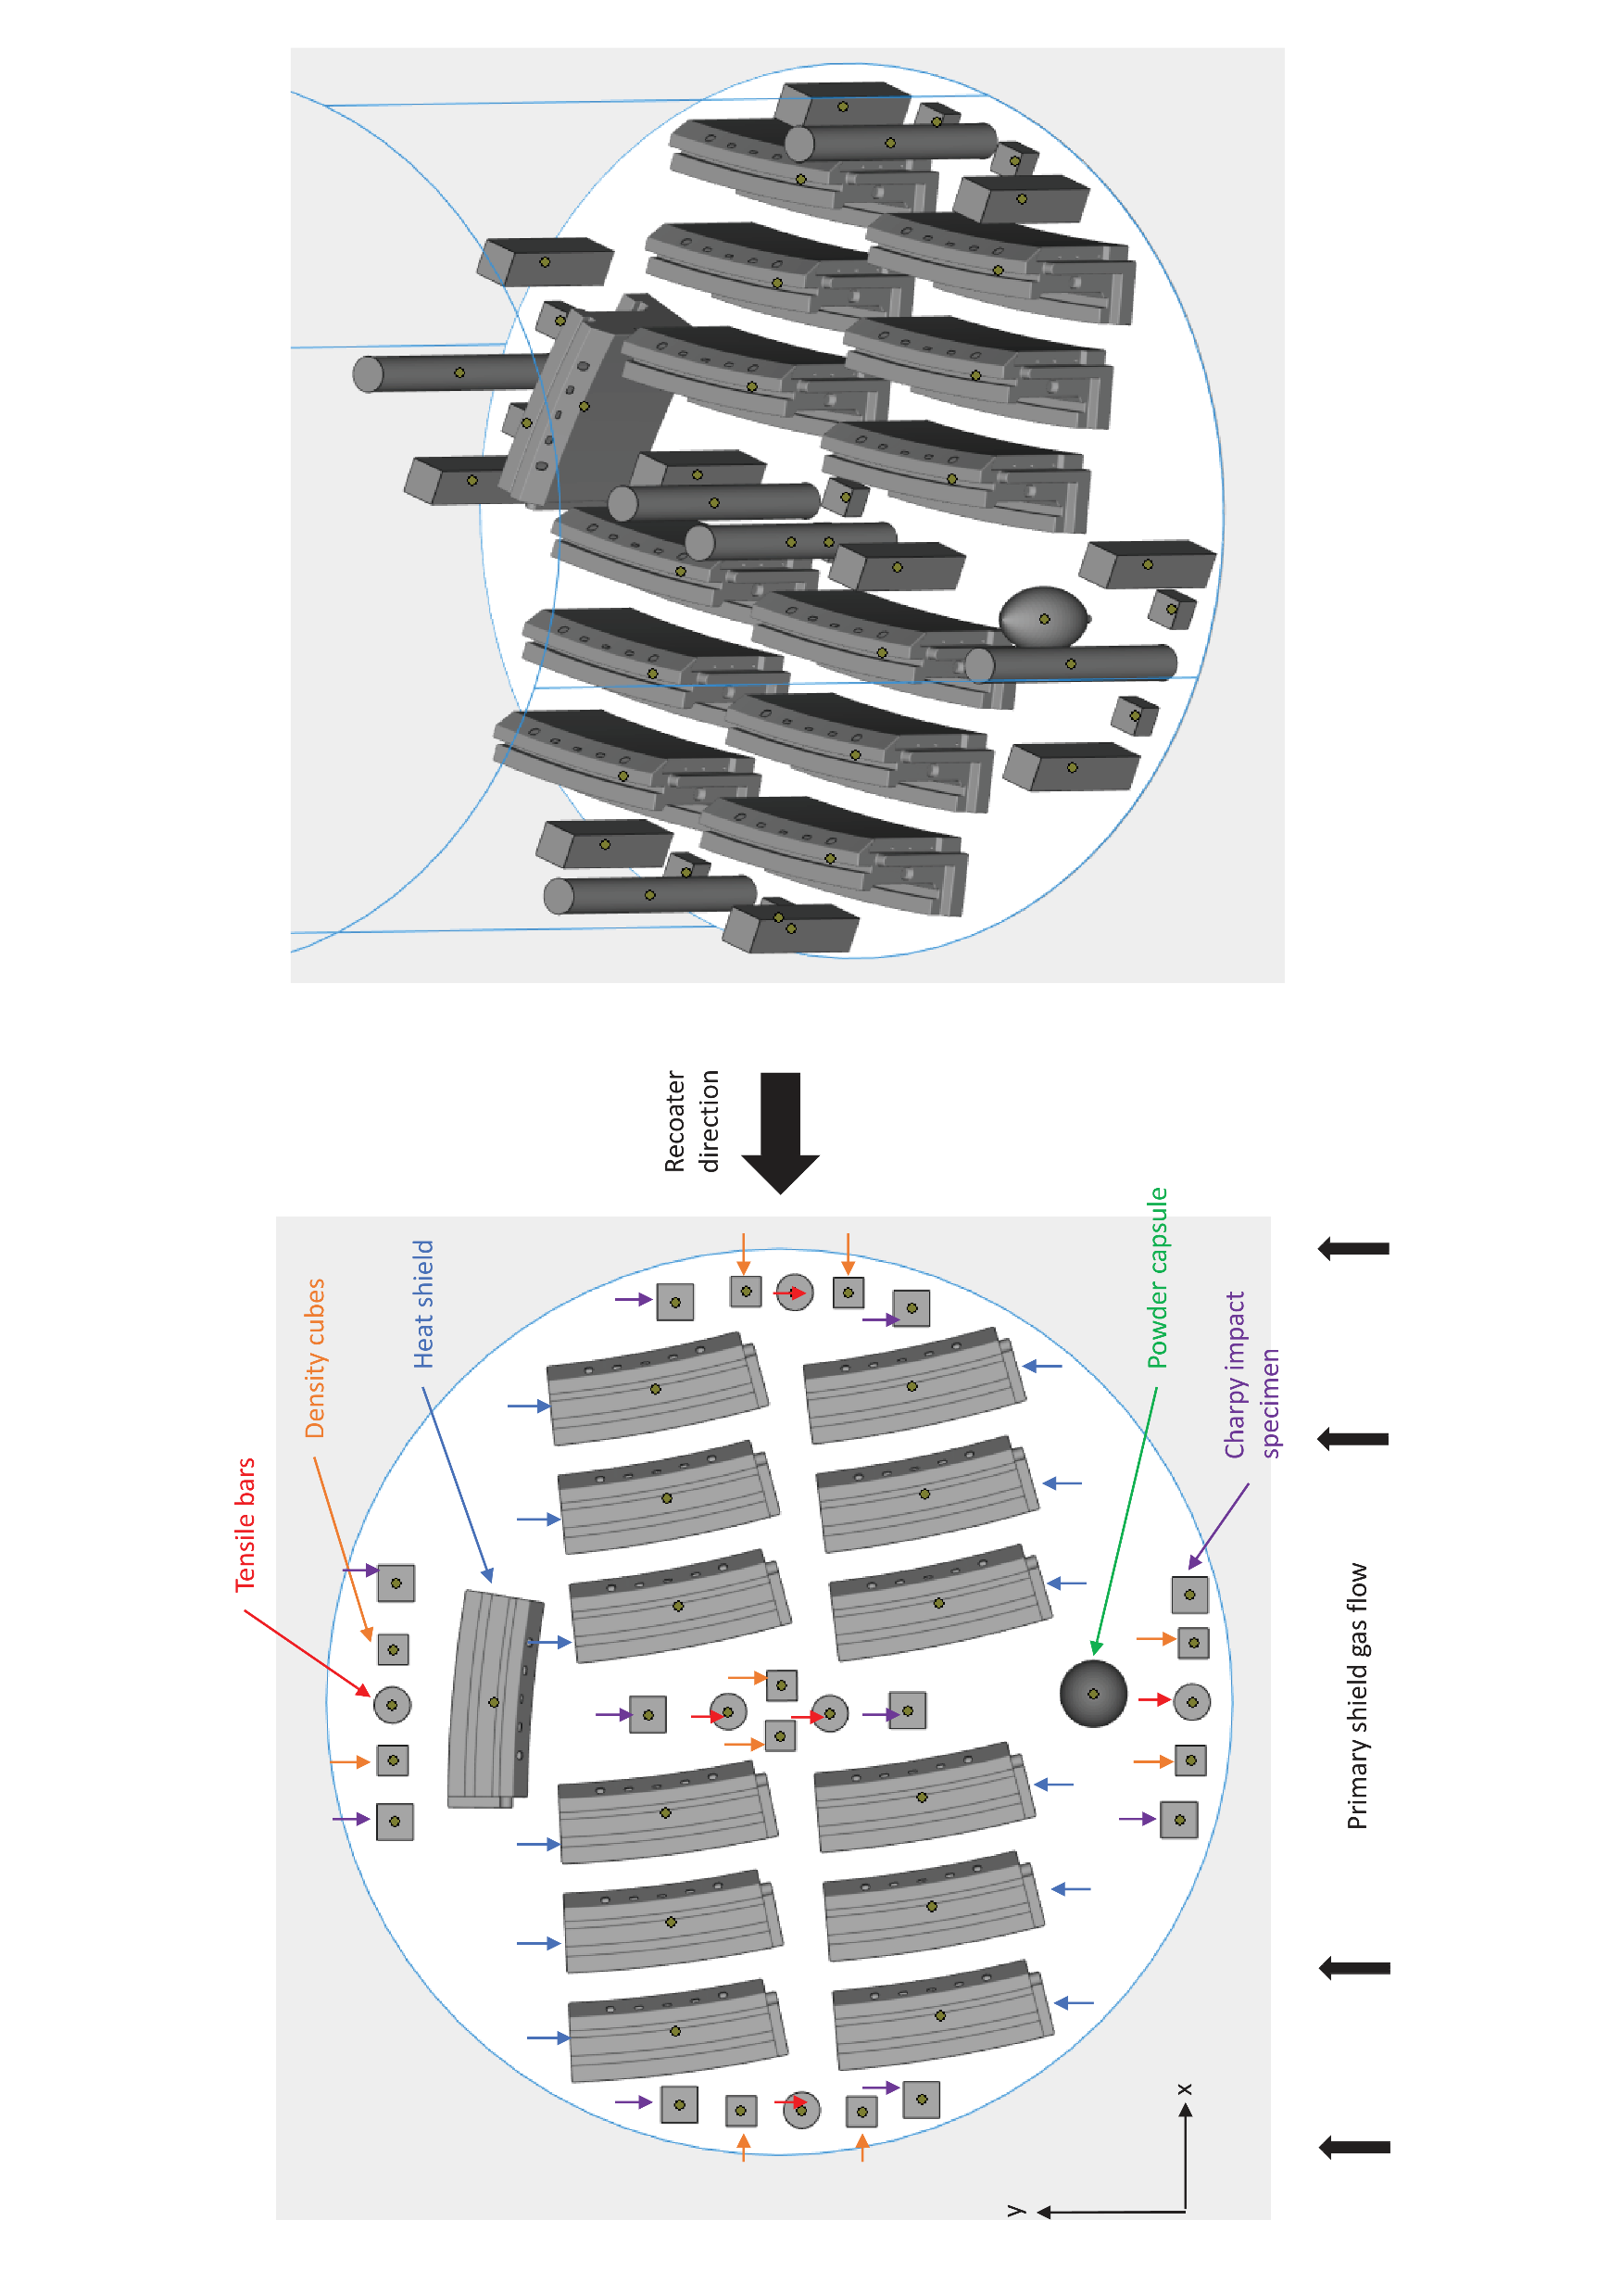 Tensile bars
Density cubes
Heat shield
Recoater
direction
Powder capsule
Charpy impact
specimen
Primary shield gas flow
y
x